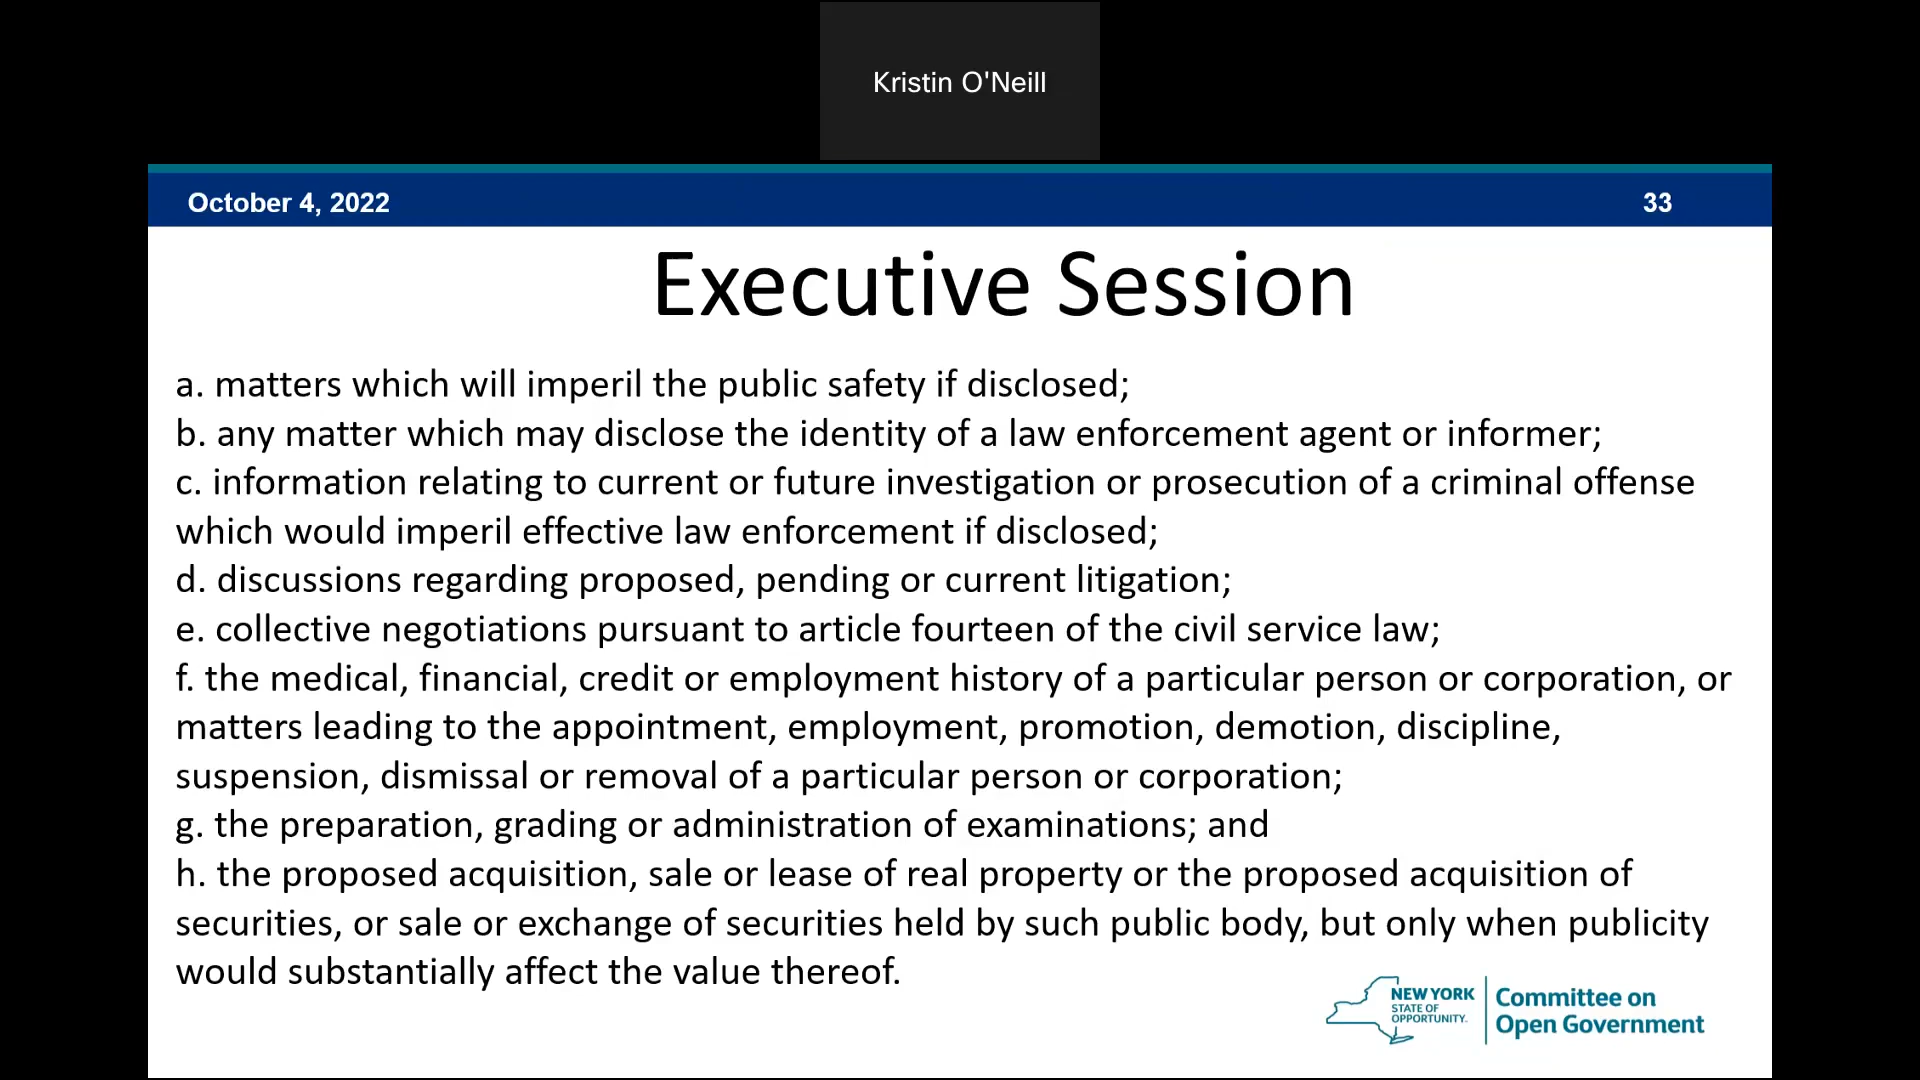 Kristin O'Neill
October 4, 2022
33
Executive Session
a. matters which will imperil the public safety if disclosed;
b. any matter which may disclose the identity of a law enforcement agent or informer;
c. information relating to current or future investigation or prosecution of a criminal offense
which would imperil effective law enforcement if disclosed;
d. discussions regarding proposed, pending or current litigation;
e. collective negotiations pursuant to article fourteen of the civil service law;
f. the medical, financial, credit or employment history of a particular person or corporation, or
matters leading to the appointment, employment, promotion, demotion, discipline,
suspension, dismissal or removal of a particular person or corporation;
g. the preparation, grading or administration of examinations; and
h. the proposed acquisition, sale or lease of real property or the proposed acquisition of
securities, or sale or exchange of securities held by such public body, but only when publicity
would substantially affect the value thereof.
NEW YORK
STATE OF
OPPORTUNITY.
Committee on
Open Government